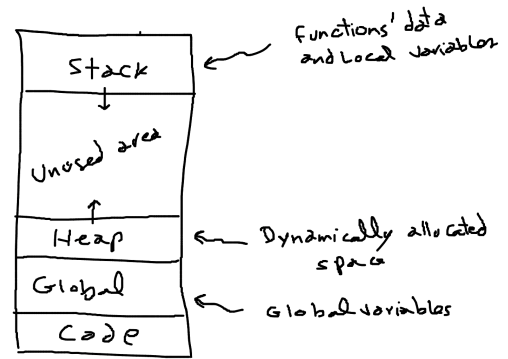 Functions' data
and Local variables
Stack
Unused area
Heap
Dynamically allocated
space
Global
Global variables
Code